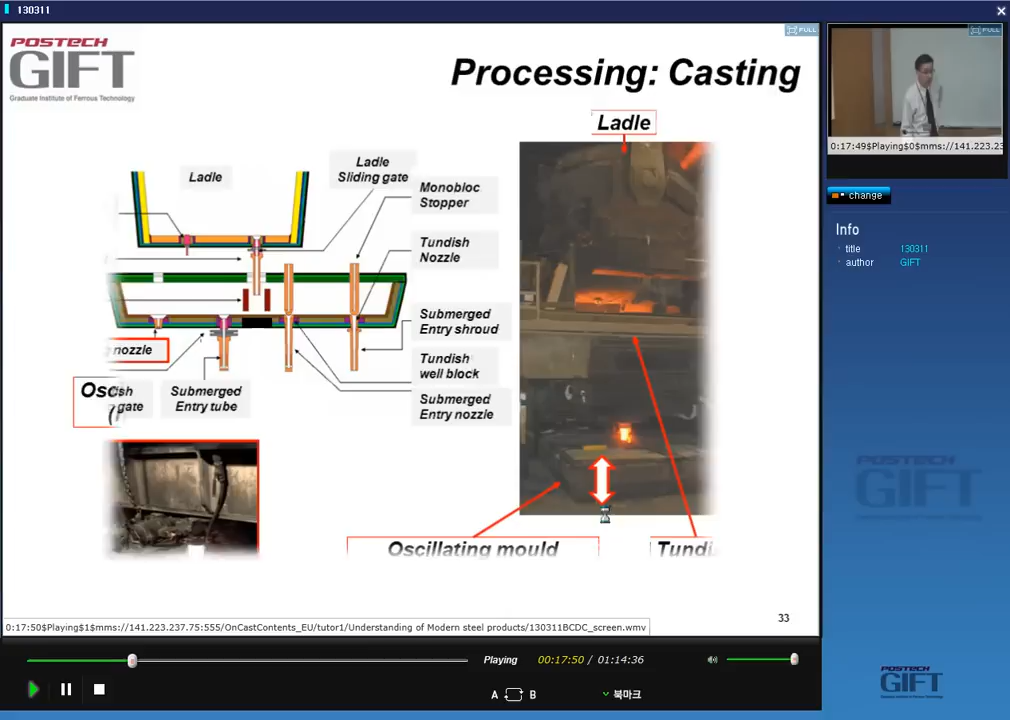 130311
FULL
POSTECH
GIFT
Graduate Institute of Ferrous Technology
Processing: Casting
Ladle
Ladle
Ladle
Sliding gate
Monobloc
Stopper
Tundish
Nozzle
Submerged
Entry shroud
Tundish
well block
Submerged
Entry nozzle
nozzle
gate
Submerged
Entry tube
Oscillating mould
33
0:17:50$Playing$1$mms://141.223.237.75:555/OnCastContents_EU/tutor1/Understanding of Modern steel products/130311BCDC_screen.wmv
Playing
00:17:50 / 01:14:36
A
B
북마크
FULL
0:17:49$Playing$0$mms://141.223.23
change
Info
title
130311
author
GIFT
POSTECH
GIFT
POSTECH
GIFT